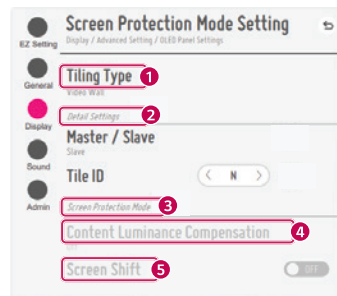 Screen Protection Mode Setting
Display / Advanced Setting / OLED Panel Settings
EZ Setting
General
Display
Sound
Admin
Tiling Type 1
Video Wall
Detail Settings 2
Master / Slave
Slave
Tile ID
< N >
Screen Protection Mode 3
Content Luminance Compensation 4
Off
Screen Shift 5
OFF